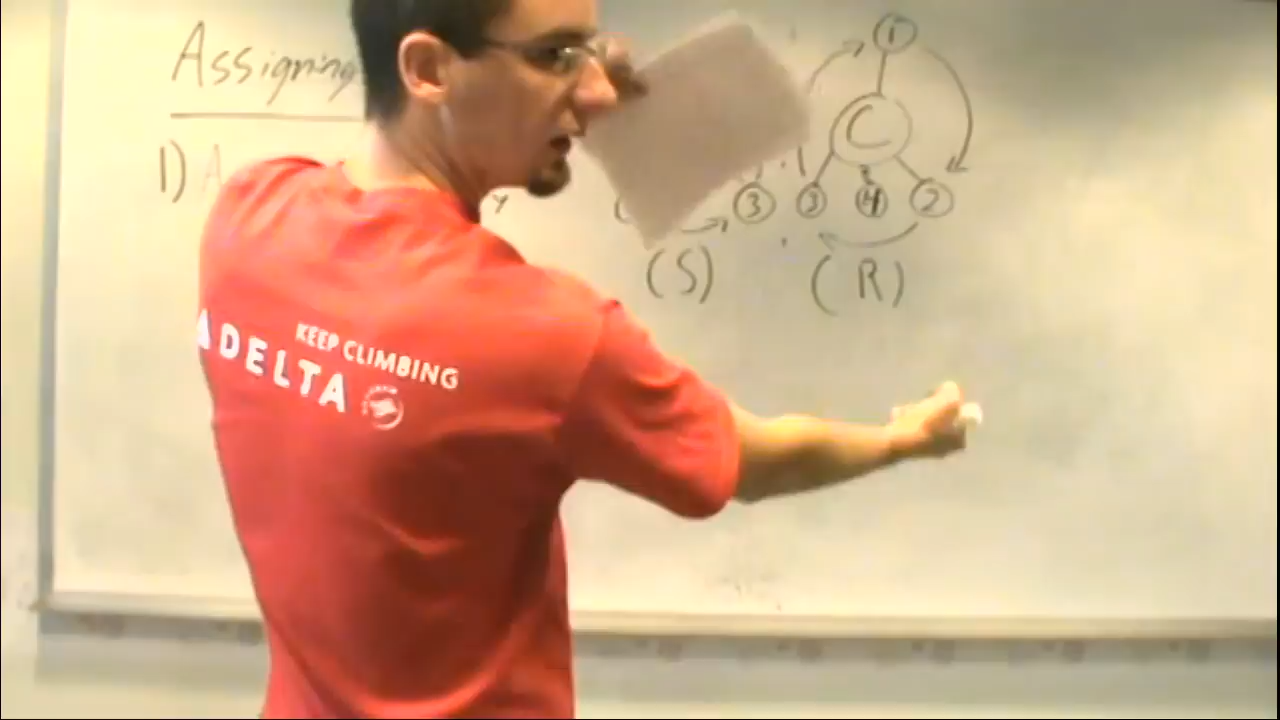 Assigning
1) A
Y
1
C
3 3 4 2
(S) (R)
KEEP CLIMBING
DELTA